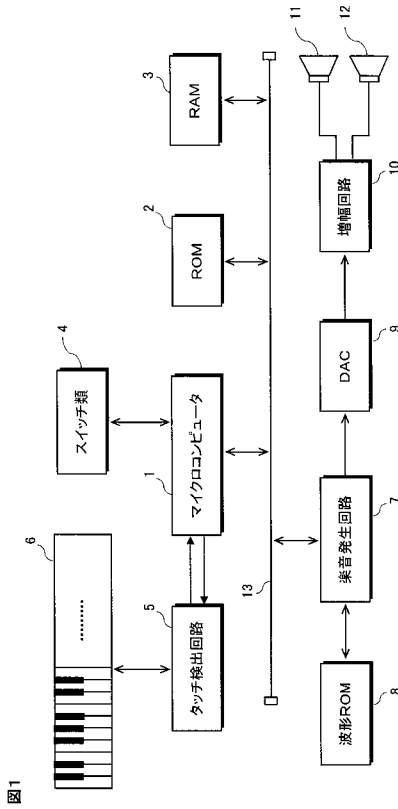 図1
6
………
5
タッチ検出回路
4
スイッチ類
1
マイクロコンピュータ
2
ROM
3
RAM
13
8
波形ROM
7
楽音発生回路
9
DAC
10
増幅回路
11
12